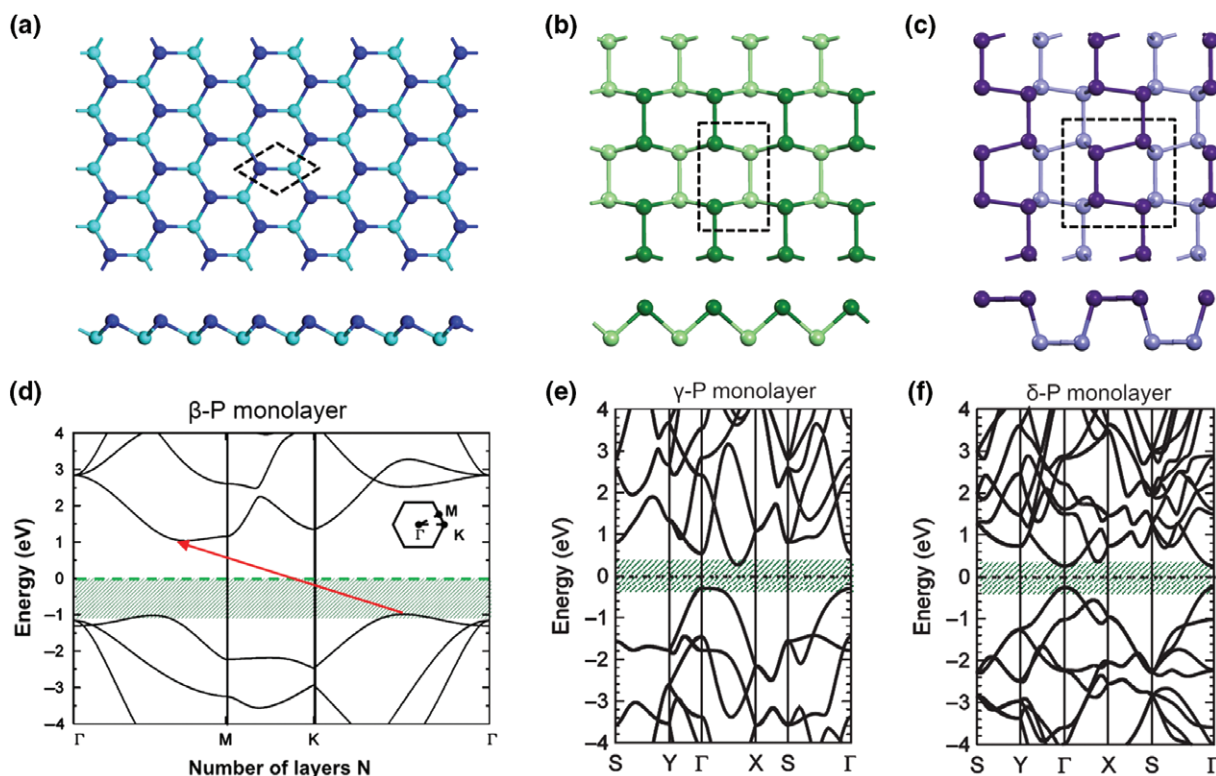 (a)
(b)
(c)
(d)
β-P monolayer
4
3
2
1
0
−1
−2
−3
−4
Energy (eV)
M
Γ
K
Γ
M
K
Γ
Number of layers N
(e)
γ-P monolayer
4
3
2
1
0
−1
−2
−3
−4
Energy (eV)
S
Y
Γ
X
S
Γ
(f)
δ-P monolayer
4
3
2
1
0
−1
−2
−3
−4
Energy (eV)
S
Y
Γ
X
S
Γ